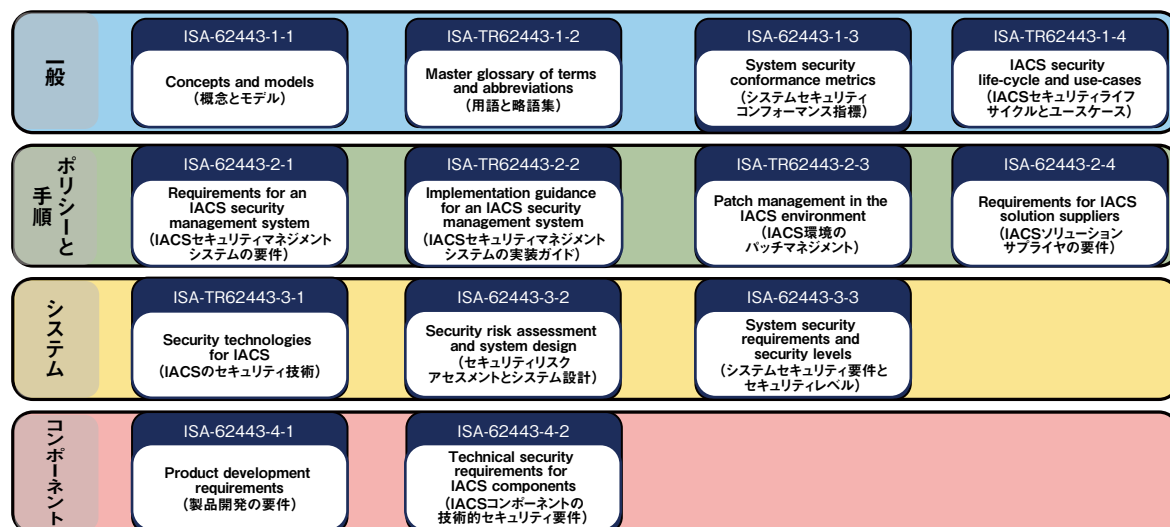 一般
ISA-62443-1-1
Concepts and models
（概念とモデル）
ISA-TR62443-1-2
Master glossary of terms
and abbreviations
（用語と略語集）
ISA-62443-1-3
System security
conformance metrics
（システムセキュリティ
コンフォーマンス指標）
ISA-TR62443-1-4
IACS security
life-cycle and use-cases
（IACSセキュリティライフ
サイクルとユースケース）
ポリシーと
手順
ISA-62443-2-1
Requirements for an
IACS security
management system
（IACSセキュリティマネジメント
システムの要件）
ISA-TR62443-2-2
Implementation guidance
for an IACS security
management system
（IACSセキュリティマネジメント
システムの実装ガイド）
ISA-TR62443-2-3
Patch management in the
IACS environment
（IACS環境の
パッチマネジメント）
ISA-62443-2-4
Requirements for IACS
solution suppliers
（IACSソリューション
サプライヤの要件）
システム
ISA-TR62443-3-1
Security technologies
for IACS
（IACSのセキュリティ技術）
ISA-62443-3-2
Security risk assessment
and system design
（セキュリティリスク
アセスメントとシステム設計）
ISA-62443-3-3
System security
requirements and
security levels
（システムセキュリティ要件と
セキュリティレベル）
コンポーネント
ISA-62443-4-1
Product development
requirements
（製品開発の要件）
ISA-62443-4-2
Technical security
requirements for
IACS components
（IACSコンポーネントの
技術的セキュリティ要件）